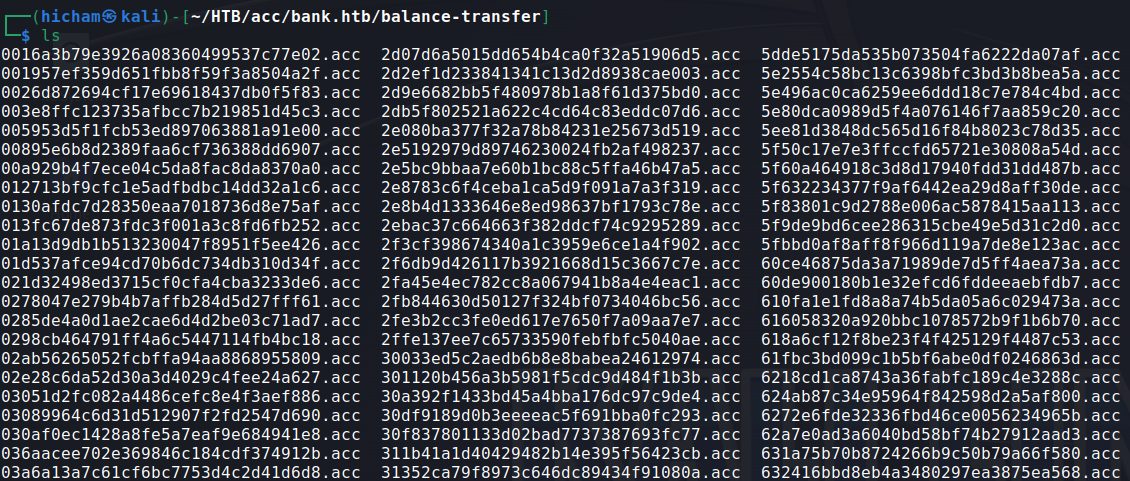 ┌──(hicham㉿kali)-[~/HTB/acc/bank.htb/balance-transfer]
└─$ ls
0016a3b79e3926a08360499537c77e02.acc  2d07d6a5015dd654b4ca0f32a51906d5.acc  5dde5175da535b073504fa6222da07af.acc
001957ef359d651fbb8f59f3a8504a2f.acc  2d2ef1d233841341c13d2d8938cae003.acc  5e2554c58bc13c6398bfc3bd3b8bea5a.acc
0026d872694cf17e69618437db0f5f83.acc  2d9e6682bb5f480978b1a8f61d375bd0.acc  5e496ac0ca6259ee6ddd18c7e784c4bd.acc
003e8ffc123735afbcc7b219851d45c3.acc  2db5f802521a622c4cd64c83eddc07d6.acc  5e80dca0989d5f4a076146f7aa859c20.acc
005953d5f1fcb53ed897063881a91e00.acc  2e080ba377f32a78b84231e25673d519.acc  5ee81d3848dc565d16f84b8023c78d35.acc
00895e6b8d2389faa6cf736388dd6907.acc  2e5192979d89746230024fb2af498237.acc  5f50c17e7e3ffccfd65721e30808a54d.acc
00a929b4f7ece04c5da8fac8da8370a0.acc  2e5bc9bbaa7e60b1bc88c5ffa46b47a5.acc  5f60a464918c3d8d17940fdd31dd487b.acc
012713bf9cfc1e5adfbdbc14dd32a1c6.acc  2e8783c6f4ceba1ca5d9f091a7a3f319.acc  5f632234377f9af6442ea29d8aff30de.acc
0130afdc7d28350eaa7018736d8e75af.acc  2e8b4d1333646e8ed98637bf1793c78e.acc  5f83801c9d2788e006ac5878415aa113.acc
013fc67de873fdc3f001a3c8fd6fb252.acc  2ebac37c664663f382ddcf74c9295289.acc  5f9de9bd6cee286315cbe49e5d31c2d0.acc
01a13d9db1b513230047f8951f5ee426.acc  2f3cf398674340a1c3959e6ce1a4f902.acc  5fbbd0af8aff8f966d119a7de8e123ac.acc
01d537afce94cd70b6dc734db310d34f.acc  2f6db9d426117b3921668d15c3667c7e.acc  60ce46875da3a71989de7d5ff4aea73a.acc
021d32498ed3715cf0cfa4cba3233de6.acc  2fa45e4ec782cc8a067941b8a4e4eac1.acc  60de900180b1e32efcd6fddeeaebfdb7.acc
0278047e279b4b7affb284d5d27fff61.acc  2fb844630d50127f324bf0734046bc56.acc  610fa1e1fd8a8a74b5da05a6c029473a.acc
0285de4a0d1ae2cae6d4d2be03c71ad7.acc  2fe3b2cc3fe0ed617e7650f7a09aa7e7.acc  616058320a920bbc1078572b9f1b6b70.acc
0298cb464791ff4a6c5447114fb4bc18.acc  2ffe137ee7c65733590febfbfc5040ae.acc  618a6cf12f8be23f4f425129f4487c53.acc
02ab56265052fcbffa94aa8868955809.acc  30033ed5c2aedb6b8e8babea24612974.acc  61fbc3bd099c1b5bf6abe0df0246863d.acc
02e28c6da52d30a3d4029c4fee24a627.acc  301120b456a3b5981f5cdc9d484f1b3b.acc  6218cd1ca8743a36fabfc189c4e3288c.acc
03051d2fc082a4486cefc8e4f3aef886.acc  30a392f1433bd45a4bba176dc97c9de4.acc  624ab87c34e95964f842598d2a5af800.acc
03089964c6d31d512907f2fd2547d690.acc  30df9189d0b3eeeeac5f691bba0fc293.acc  6272e6fde32336fbd46ce0056234965b.acc
030af0ec1428a8fe5a7eaf9e684941e8.acc  30f837801133d02bad7737387693fc77.acc  62a7e0ad3a6040bd58bf74b27912aad3.acc
036aacee702e369846c184cdf374912b.acc  311b41a1d40429482b14e395f56423cb.acc  631a75b70b8724266b9c50b79a66f580.acc
03a6a13a7c61cf6bc7753d4c2d41d6d8.acc  31352ca79f8973c646dc89434f91080a.acc  632416bbd8eb4a3480297ea3875ea568.acc